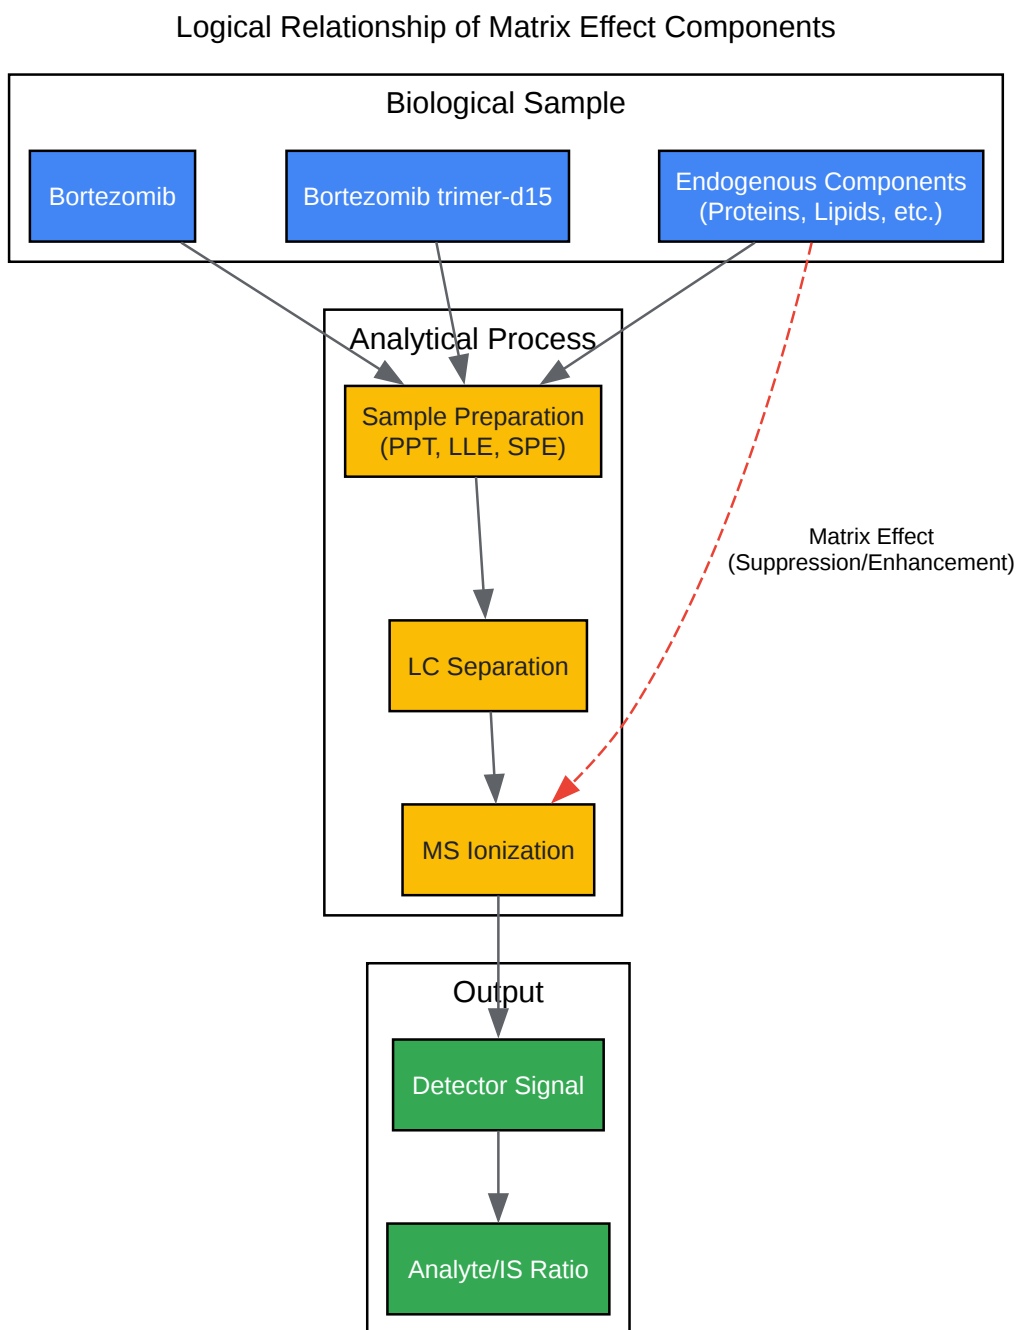 Logical Relationship of Matrix Effect Components
Biological Sample
Bortezomib
Bortezomib trimer-d15
Endogenous Components
(Proteins, Lipids, etc.)
Analytical Process
Sample Preparation
(PPT, LLE, SPE)
Matrix Effect
(Suppression/Enhancement)
LC Separation
MS Ionization
Output
Detector Signal
Analyte/IS Ratio